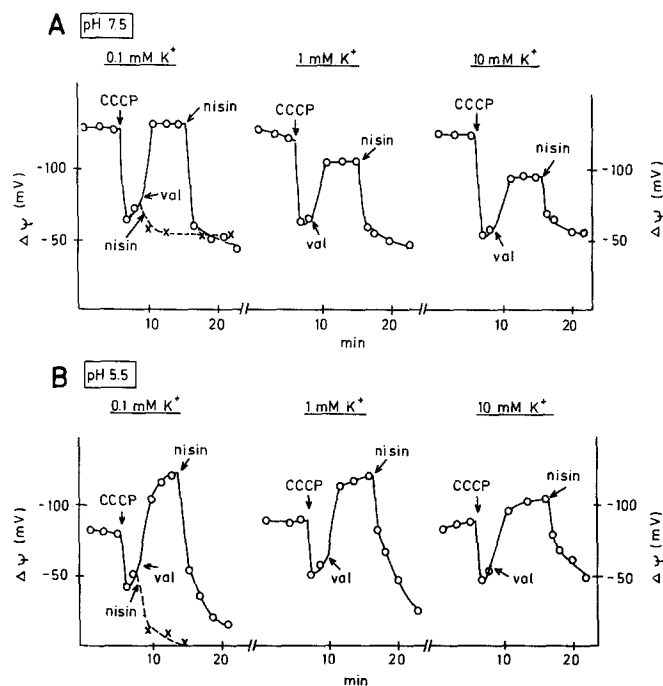 A pH 7.5
0.1 mM K+ 1 mM K+ 10 mM K+
CCCP nisin CCCP nisin CCCP nisin
-100 -100
val
Δψ (mV) Δψ (mV)
-50 -50
nisin val val
10 20 10 20 10 20
min min
B pH 5.5
0.1 mM K+ 1 mM K+ 10 mM K+
nisin nisin
CCCP CCCP CCCP nisin
-100 -100
Δψ (mV) Δψ (mV)
-50 -50
val val val
nisin
0
10 20 10 20 10 20
min min